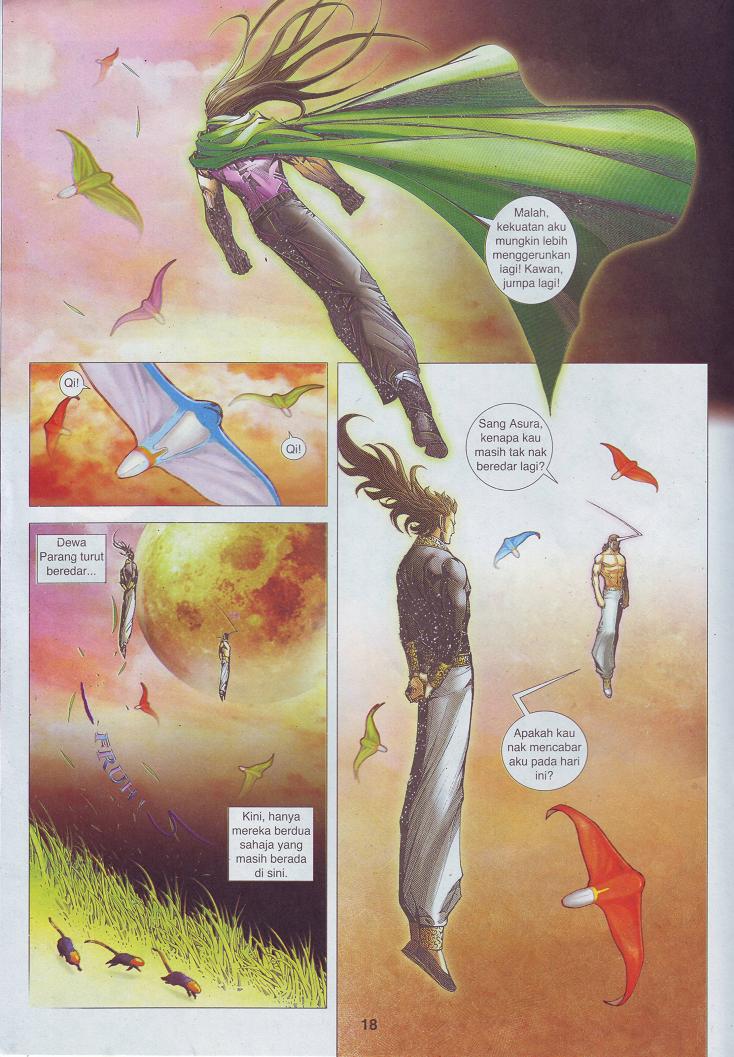 Malah,
kekuatan aku
mungkin lebih
menggerunkan
lagi! Kawan,
jumpa lagi!
Qi!
Qi!
Dewa
Parang turut
beredar...
FRUH
Kini, hanya
mereka berdua
sahaja yang
masih berada
di sini.
Sang Asura,
kenapa kau
masih tak nak
beredar lagi?
Apakah kau
nak mencabar
aku pada hari
ini?
18